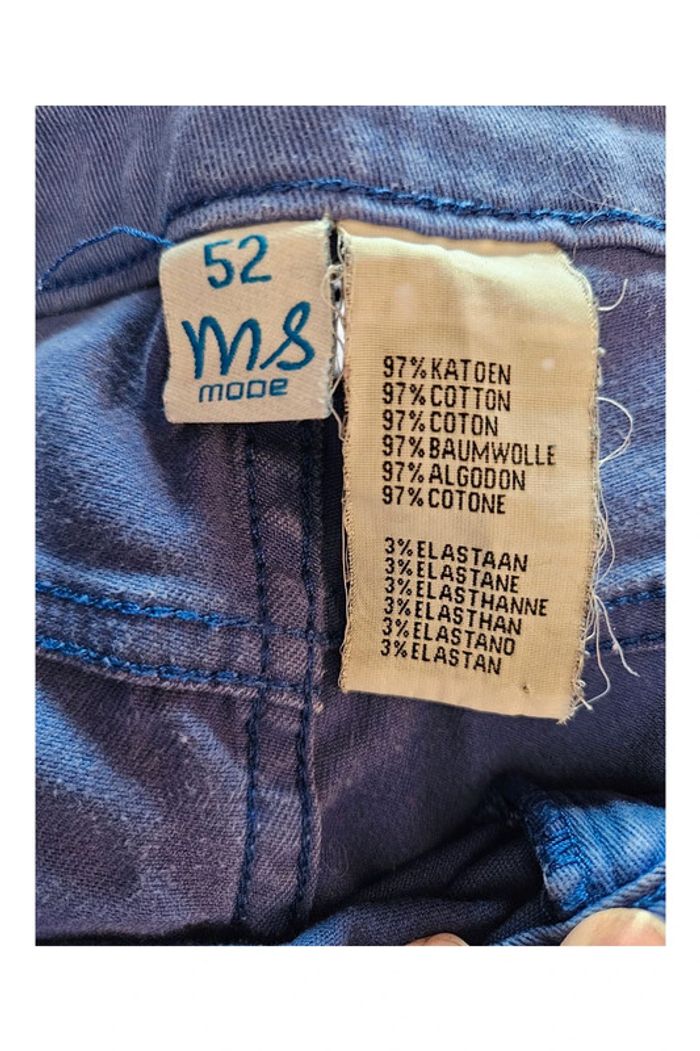 52
ms
mode
97% KATOEN
97% COTTON
97% COTON
97% BAUMWOLLE
97% ALGODON
97% COTONE
3% ELASTAAN
3% ELASTANE
3% ELASTHANNE
3% ELASTHAN
3% ELASTANO
3% ELASTAN